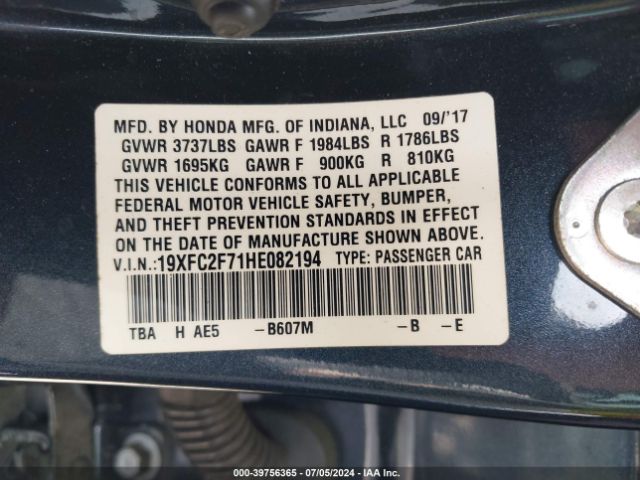 MFD. BY HONDA MFG. OF INDIANA, LLC 09/'17
GVWR 3737LBS GAWR F 1984LBS R 1786LBS
GVWR 1695KG GAWR F 900KG R 810KG
THIS VEHICLE CONFORMS TO ALL APPLICABLE
FEDERAL MOTOR VEHICLE SAFETY, BUMPER,
AND THEFT PREVENTION STANDARDS IN EFFECT
ON THE DATE OF MANUFACTURE SHOWN ABOVE.
V.I.N.:19XFC2F71HE082194 TYPE: PASSENGER CAR
TBA H AE5 -B607M -B -E
000-39756365 - 07/05/2024 - IAA Inc.